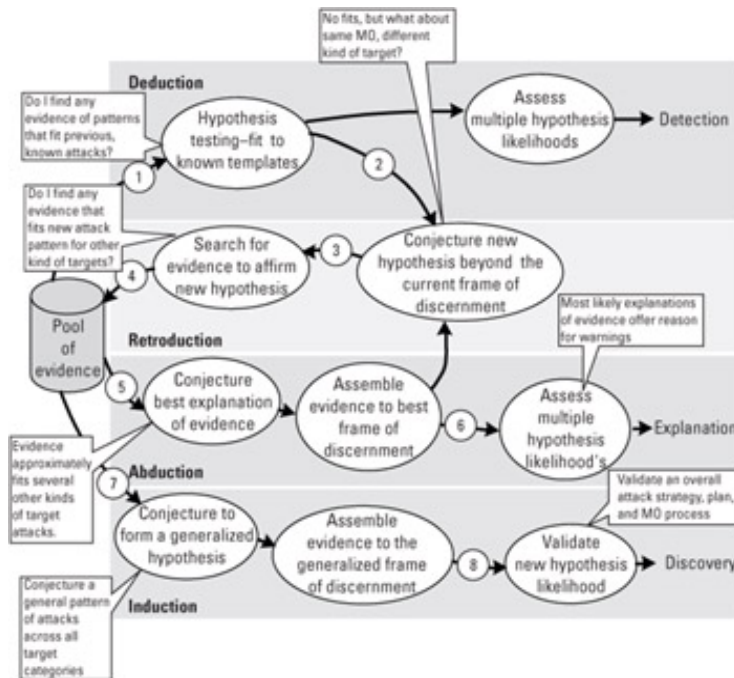 No fits, but what about
same MO, different
kind of target?
Deduction
Do I find any
evidence of patterns
that fit previous,
known attacks?
Hypothesis
testing–fit to
known templates
Assess
multiple hypothesis
likelihoods
Detection
1
2
Do I find any
evidence that
fits new attack
pattern for other
kind of targets?
Search for
evidence to affirm
new hypothesis
3
Conjecture new
hypothesis beyond the
current frame of
discernment
4
Pool
of
evidence
Retroduction
Most likely explanations
of evidence offer reason
for warnings
5
Conjecture
best explanation
of evidence
Assemble
evidence to best
frame of
discernment
6
Assess
multiple
hypothesis
likelihood's
Explanation
Evidence
approximately
fits several
other kinds
of target
attacks.
Abduction
7
Validate an overall
attack strategy, plan,
and MO process
Conjecture to
form a generalized
hypothesis
Assemble
evidence to the
generalized frame
of discernment
8
Validate
new hypothesis
likelihood
Discovery
Conjecture a
general pattern
of attacks
across all
target
categories
Induction